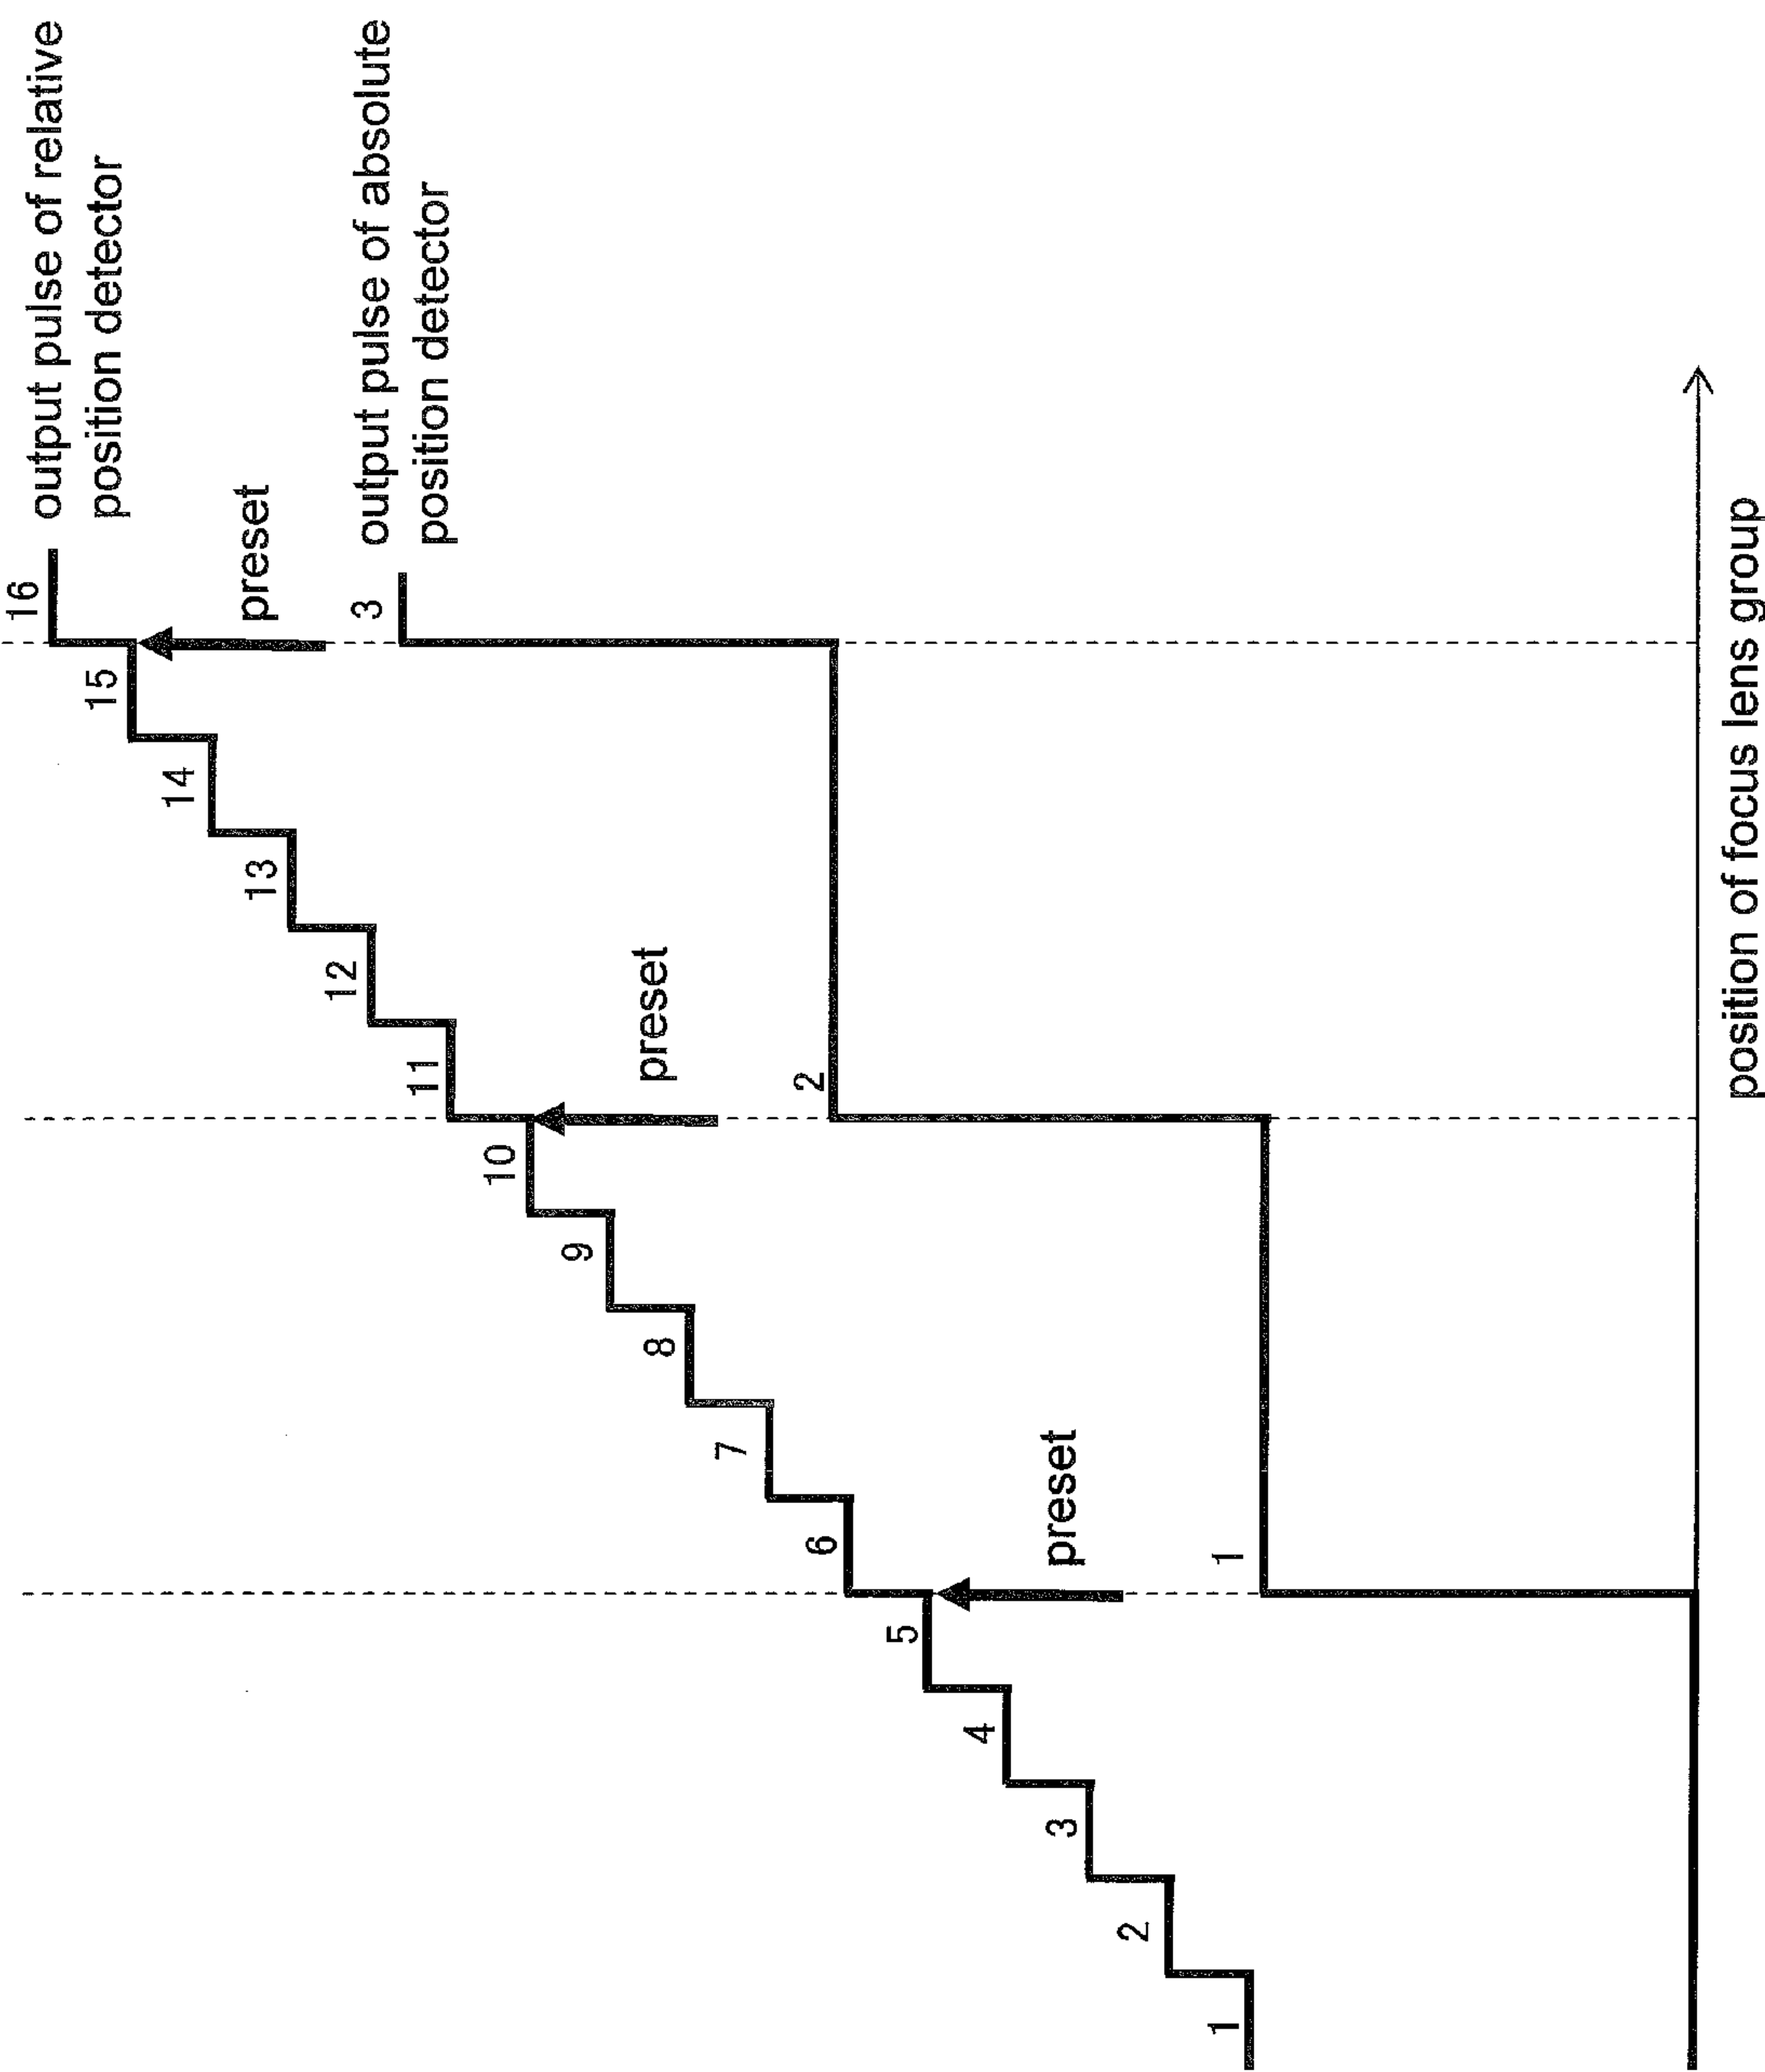 output pulse of relative
position detector
16
preset
15
14
13
12
11
preset
10
9
8
7
6
preset
5
4
3
2
1
output pulse of absolute
position detector
3
2
1
position of focus lens group